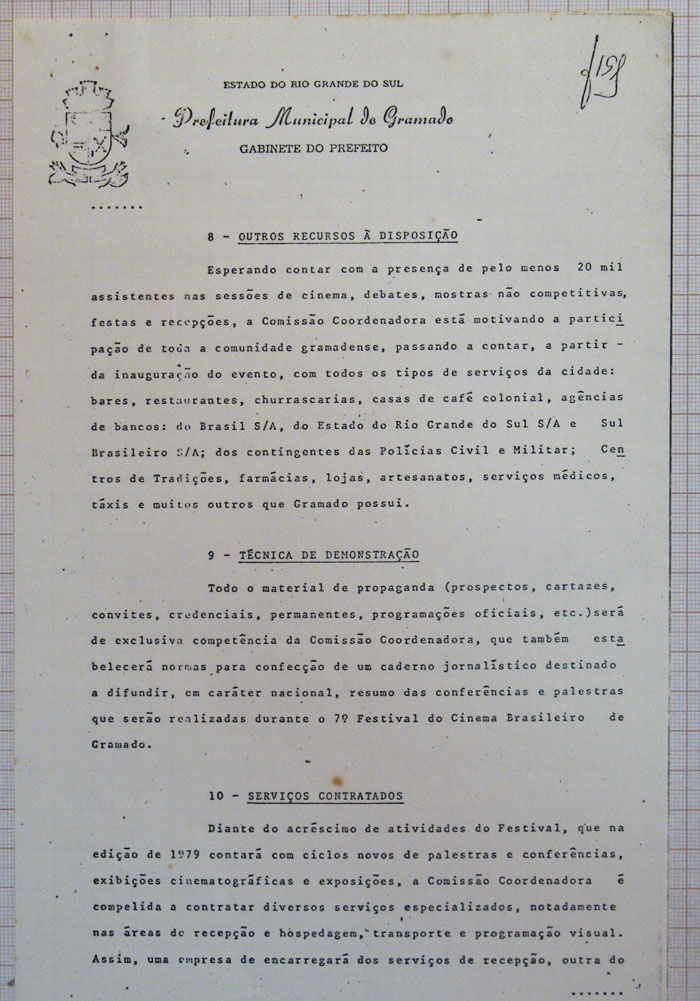 ESTADO DO RIO GRANDE DO SUL
Prefeitura Municipal de Gramado
GABINETE DO PREFEITO
.......
8 - OUTROS RECURSOS À DISPOSIÇÃO
Esperando contar com a presença de pelo menos 20 mil
assistentes nas sessões de cinema, debates, mostras não competitivas,
festas e recepções, a Comissão Coordenadora está motivando a partici
pação de toda a comunidade gramadense, passando a contar, a partir -
da inauguração do evento, com todos os tipos de serviços da cidade:
bares, restaurantes, churrascarias, casas de café colonial, agências
de bancos: do Brasil S/A, do Estado do Rio Grande do Sul S/A e Sul
Brasileiro S/A; dos contingentes das Polícias Civil e Militar; Cen
tros de Tradições, farmácias, lojas, artesanatos, serviços médicos,
táxis e muitos outros que Gramado possui.
9 - TÉCNICA DE DEMONSTRAÇÃO
Todo o material de propaganda (prospectos, cartazes,
convites, credenciais, permanentes, programações oficiais, etc.)será
de exclusiva competência da Comissão Coordenadora, que também esta
belecerá normas para confecção de um caderno jornalístico destinado
a difundir, em caráter nacional, resumo das conferências e palestras
que serão realizadas durante o 7º Festival do Cinema Brasileiro de
Gramado.
10 - SERVIÇOS CONTRATADOS
Diante do acréscimo de atividades do Festival, que na
edição de 1979 contará com ciclos novos de palestras e conferências,
exibições cinematográficas e exposições, a Comissão Coordenadora é
compelida a contratar diversos serviços especializados, notadamente
nas áreas de recepção e hospedagem, transporte e programação visual.
Assim, uma empresa de encarregará dos serviços de recepção, outra do
.......